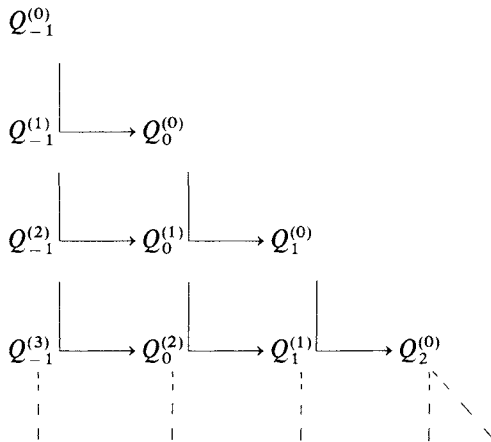 Q_{-1}^{(0)}
Q_{-1}^{(1)} Q_0^{(0)}
Q_{-1}^{(2)} Q_0^{(1)} Q_1^{(0)}
Q_{-1}^{(3)} Q_0^{(2)} Q_1^{(1)} Q_2^{(0)}